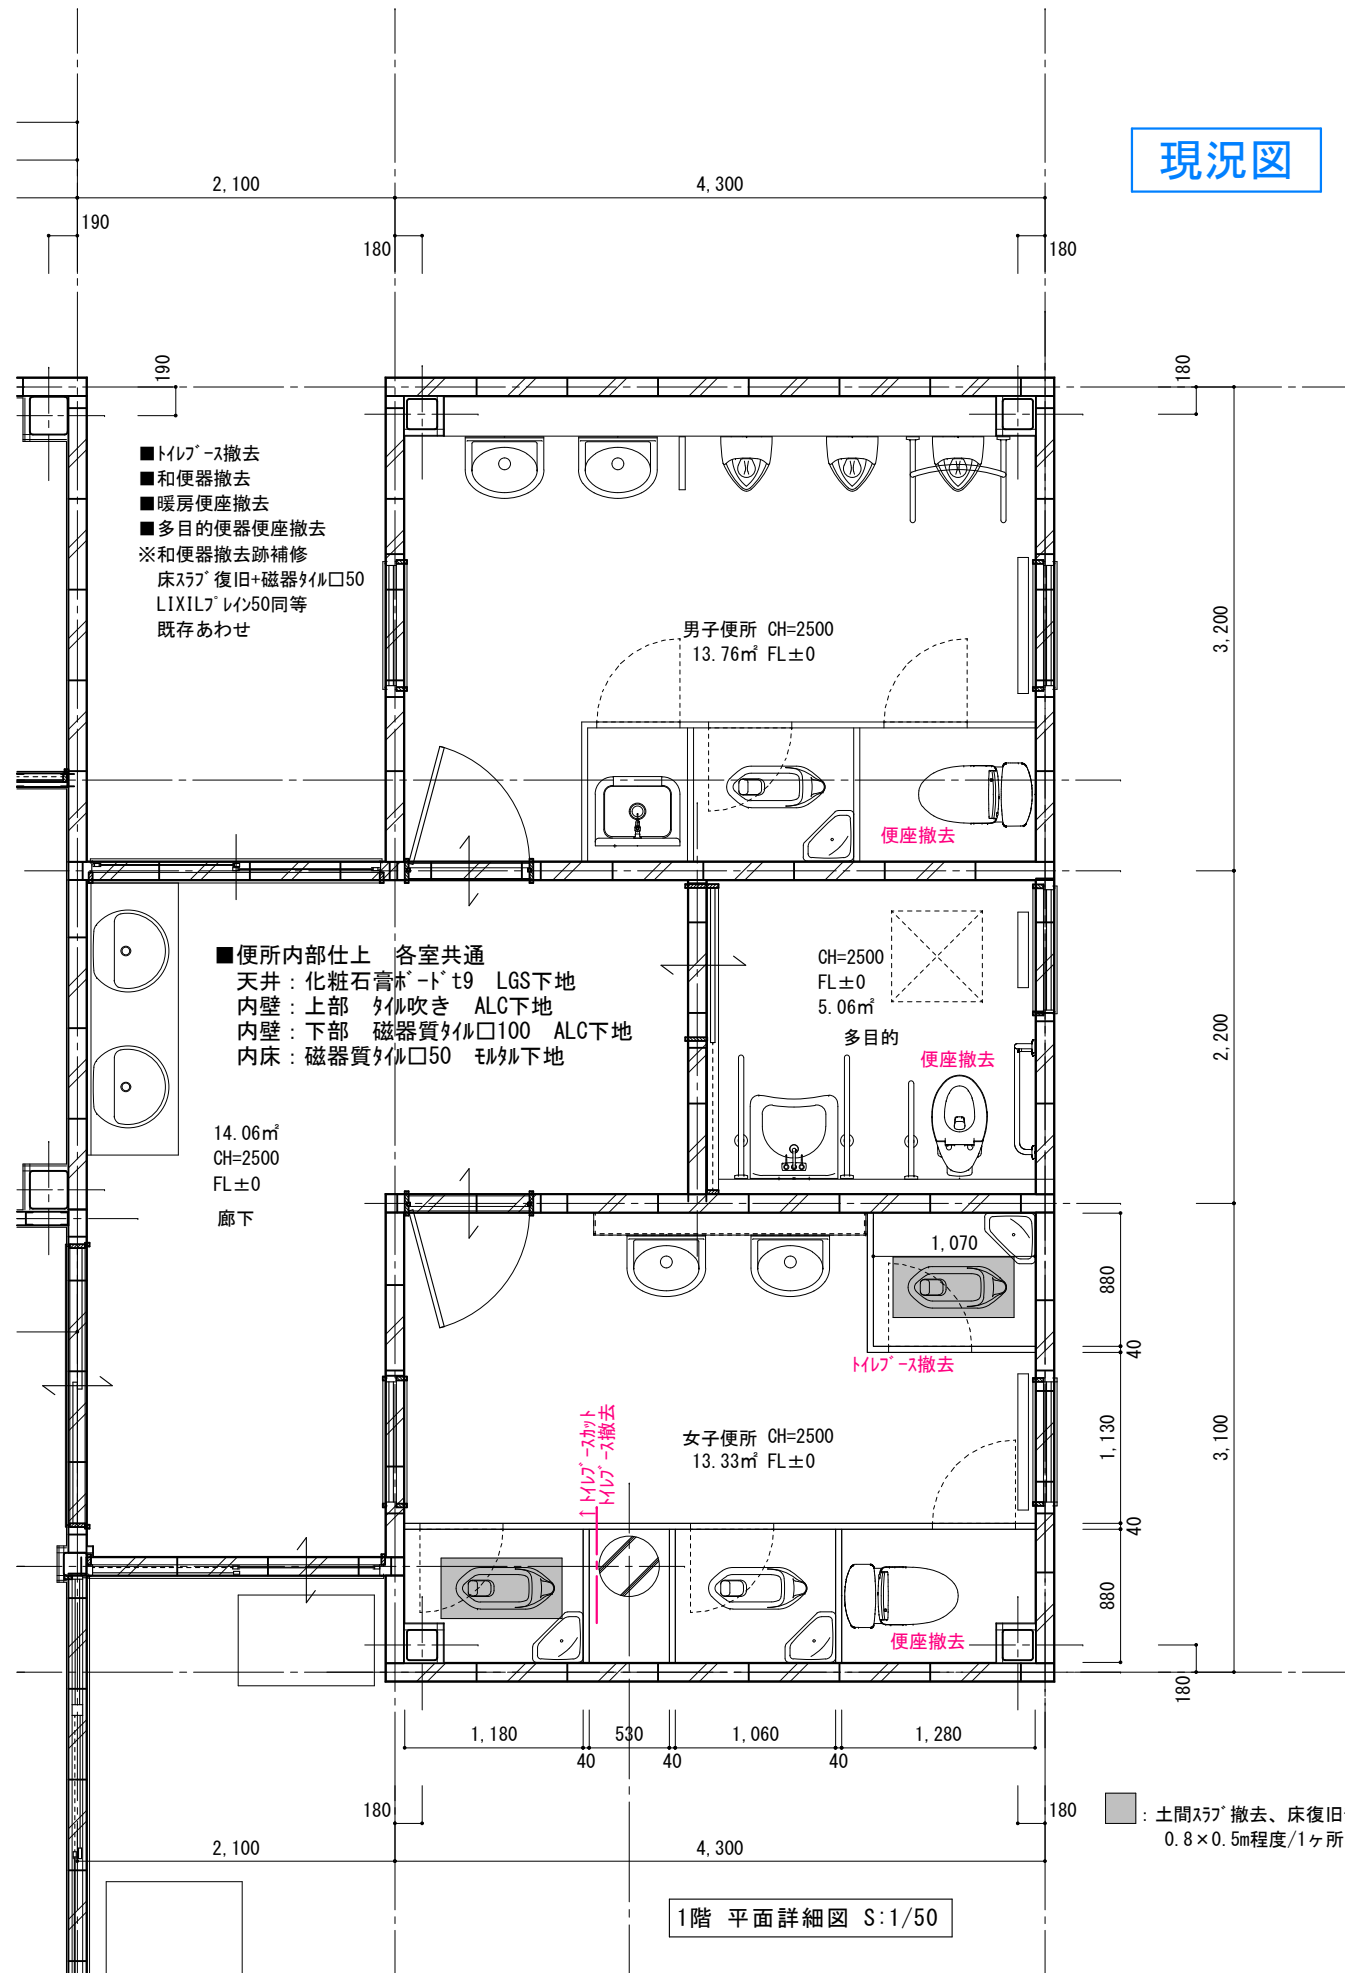 現況図
2,100
4,300
190
180
180
190
180
■ﾄｲﾚﾌﾞｰｽ撤去
■和便器撤去
■暖房便座撤去
■多目的便器便座撤去
※和便器撤去跡補修
床ｽﾗﾌﾞ復旧+磁器ﾀｲﾙ□50
LIXILﾌﾟﾚｲﾝ50同等
既存あわせ
男子便所 CH=2500
13.76㎡ FL±0
3,200
便座撤去
■便所内部仕上　各室共通
天井：化粧石膏ﾎﾞｰﾄﾞt9　LGS下地
内壁：上部　ﾀｲﾙ吹き　ALC下地
内壁：下部　磁器質ﾀｲﾙ□100　ALC下地
内床：磁器質ﾀｲﾙ□50　ﾓﾙﾀﾙ下地
CH=2500
FL±0
5.06㎡
多目的
便座撤去
2,200
14.06㎡
CH=2500
FL±0
廊下
1,070
880
40
ﾄｲﾚﾌﾞｰｽ撤去
↑ﾄｲﾚﾌﾞｰｽｶｯﾄ
ﾄｲﾚﾌﾞｰｽ撤去
女子便所 CH=2500
13.33㎡ FL±0
1,130
3,100
40
880
便座撤去
180
1,180
530
1,060
1,280
40
40
40
180
180
：土間ｽﾗﾌﾞ撤去、床復旧
0.8×0.5m程度/1ヶ所
2,100
4,300
1階 平面詳細図 S:1/50